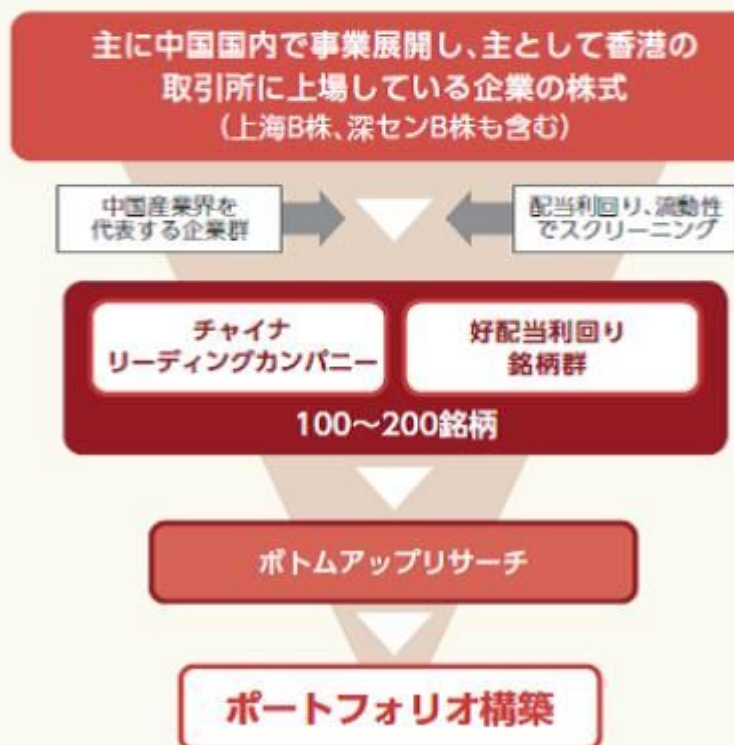 主に中国国内で事業展開し、主として香港の
取引所に上場している企業の株式
(上海B株、深センB株も含む)
中国産業界を
代表する企業群
配当利回り、流動性
でスクリーニング
チャイナ
リーディングカンパニー
好配当利回り
銘柄群
100〜200銘柄
ボトムアップリサーチ
ポートフォリオ構築